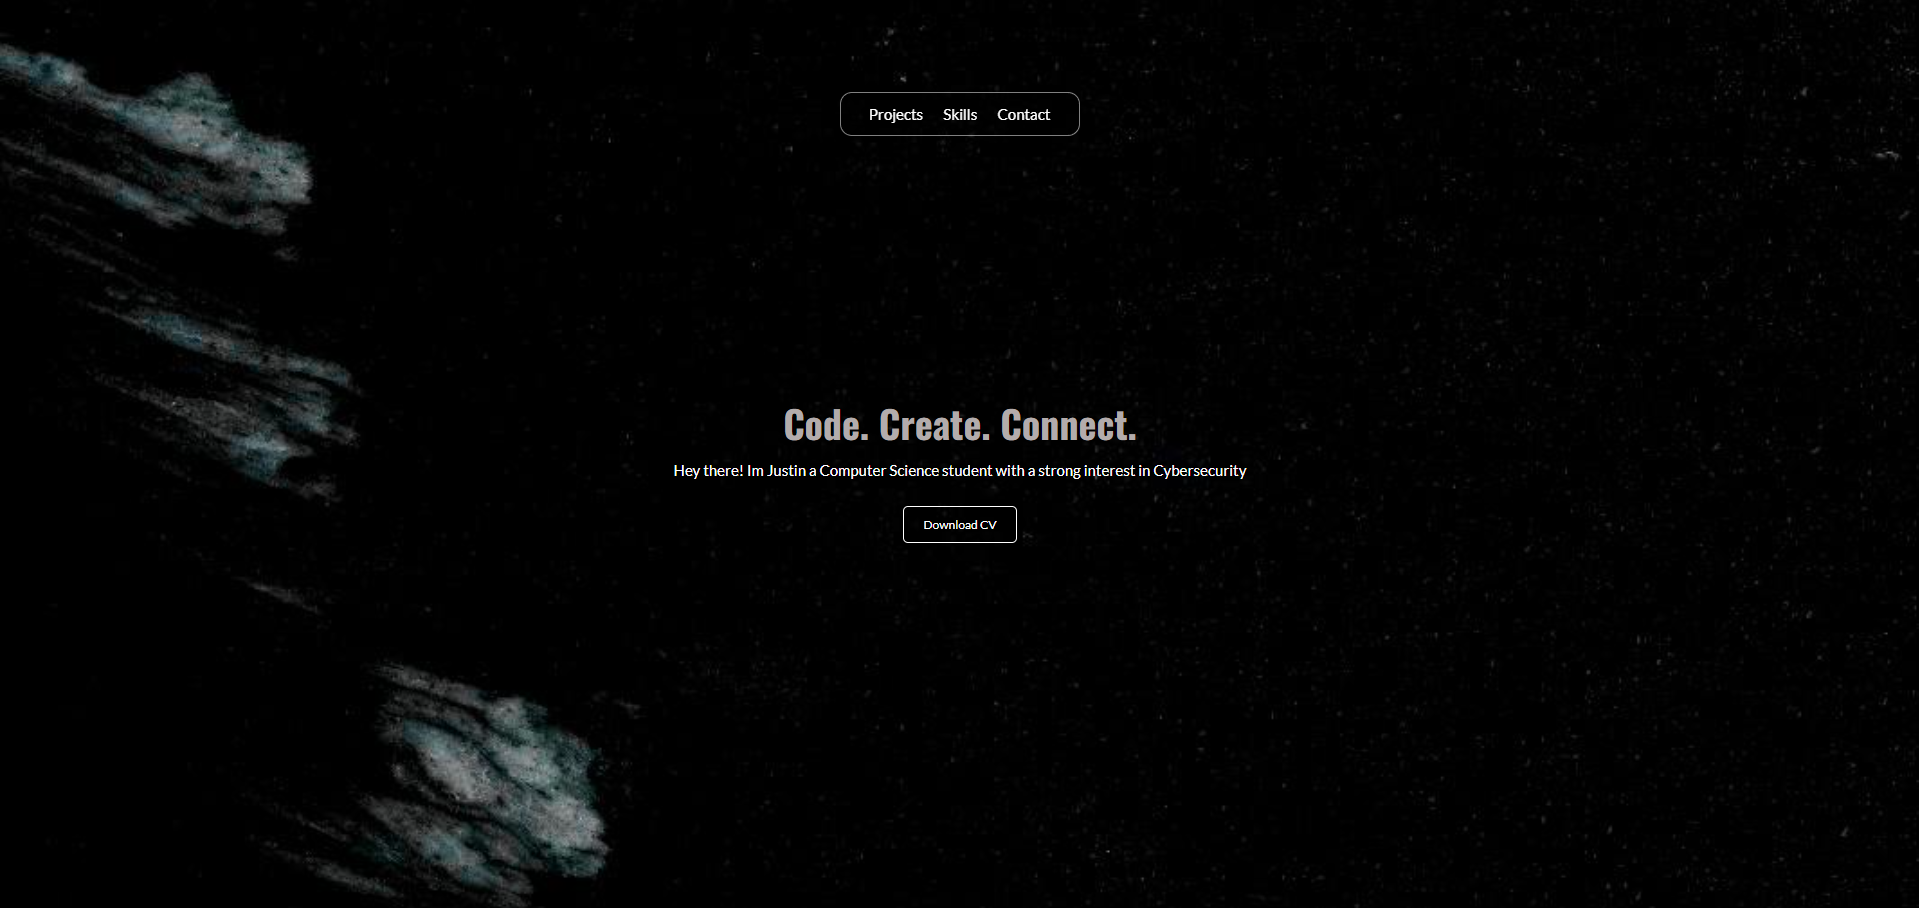 Projects Skills Contact
Code. Create. Connect.
Hey there! Im Justin a Computer Science student with a strong interest in Cybersecurity
Download CV